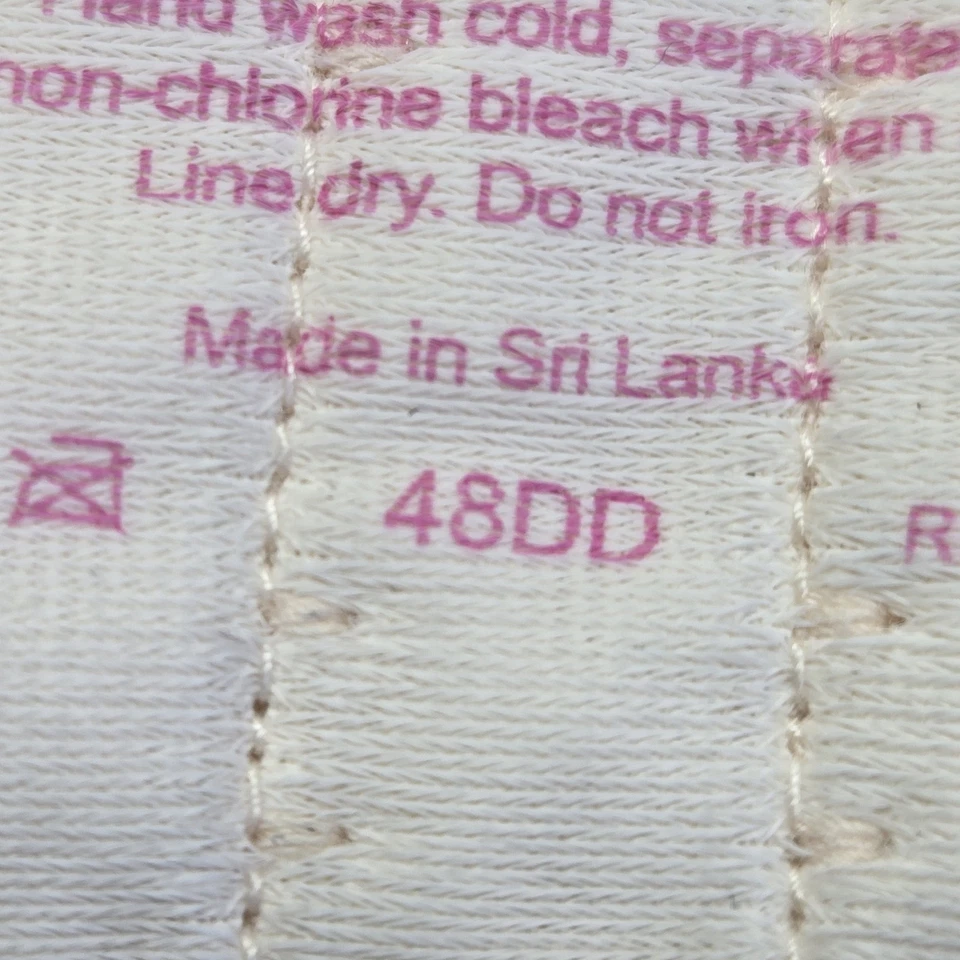 Hand wash cold, separate
non-chlorine bleach when
Line dry. Do not iron.
Made in Sri Lanka
48DD
R